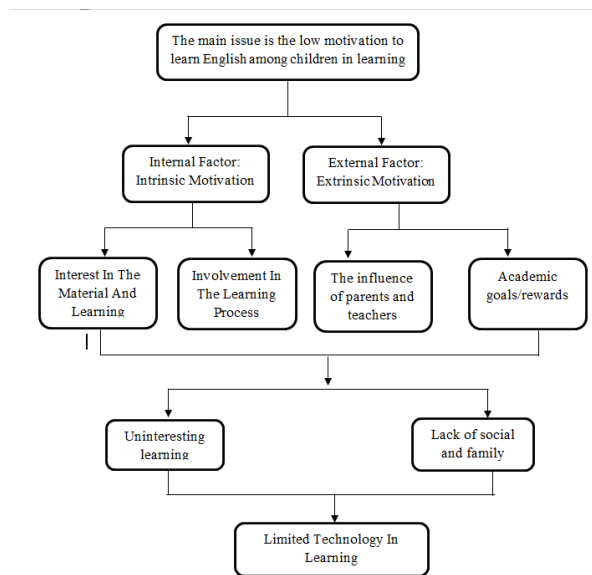 The main issue is the low motivation to
learn English among children in learning
Internal Factor:
Intrinsic Motivation
External Factor:
Extrinsic Motivation
Interest In The
Material And
Learning
Involvement In
The Learning
Process
The influence
of parents and
teachers
Academic
goals/rewards
Uninteresting
learning
Lack of social
and family
Limited Technology In
Learning